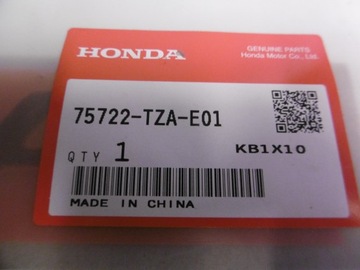 HONDA
GENUINE PARTS
Honda Motor Co., Ltd.
75722-TZA-E01
QTY 1
KB1X10
MADE IN CHINA